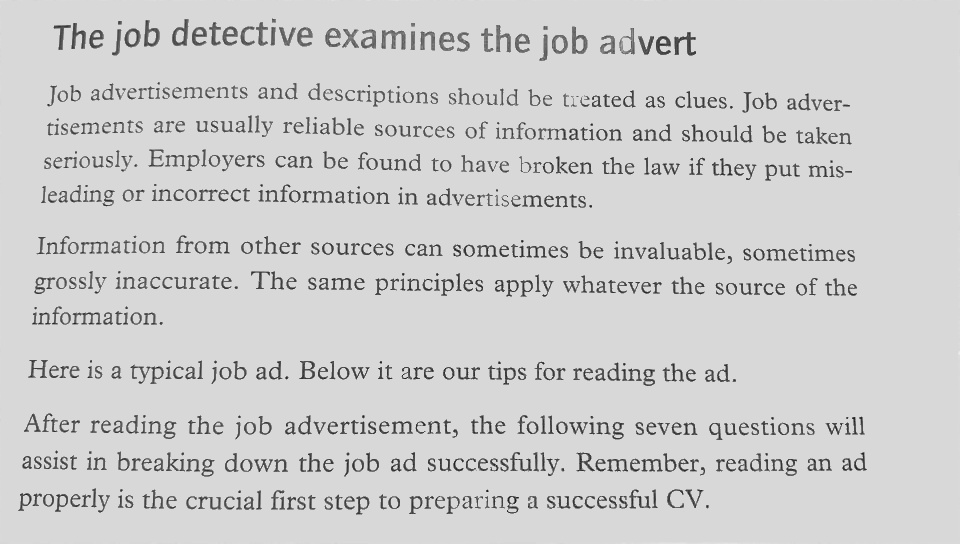 The job detective examines the job advert
Job advertisements and descriptions should be treated as clues. Job adver-
tisements are usually reliable sources of information and should be taken
seriously. Employers can be found to have broken the law if they put mis-
leading or incorrect information in advertisements.
Information from other sources can sometimes be invaluable, sometimes
grossly inaccurate. The same principles apply whatever the source of the
information.
Here is a typical job ad. Below it are our tips for reading the ad.
After reading the job advertisement, the following seven questions will
assist in breaking down the job ad successfully. Remember, reading an ad
properly is the crucial first step to preparing a successful CV.